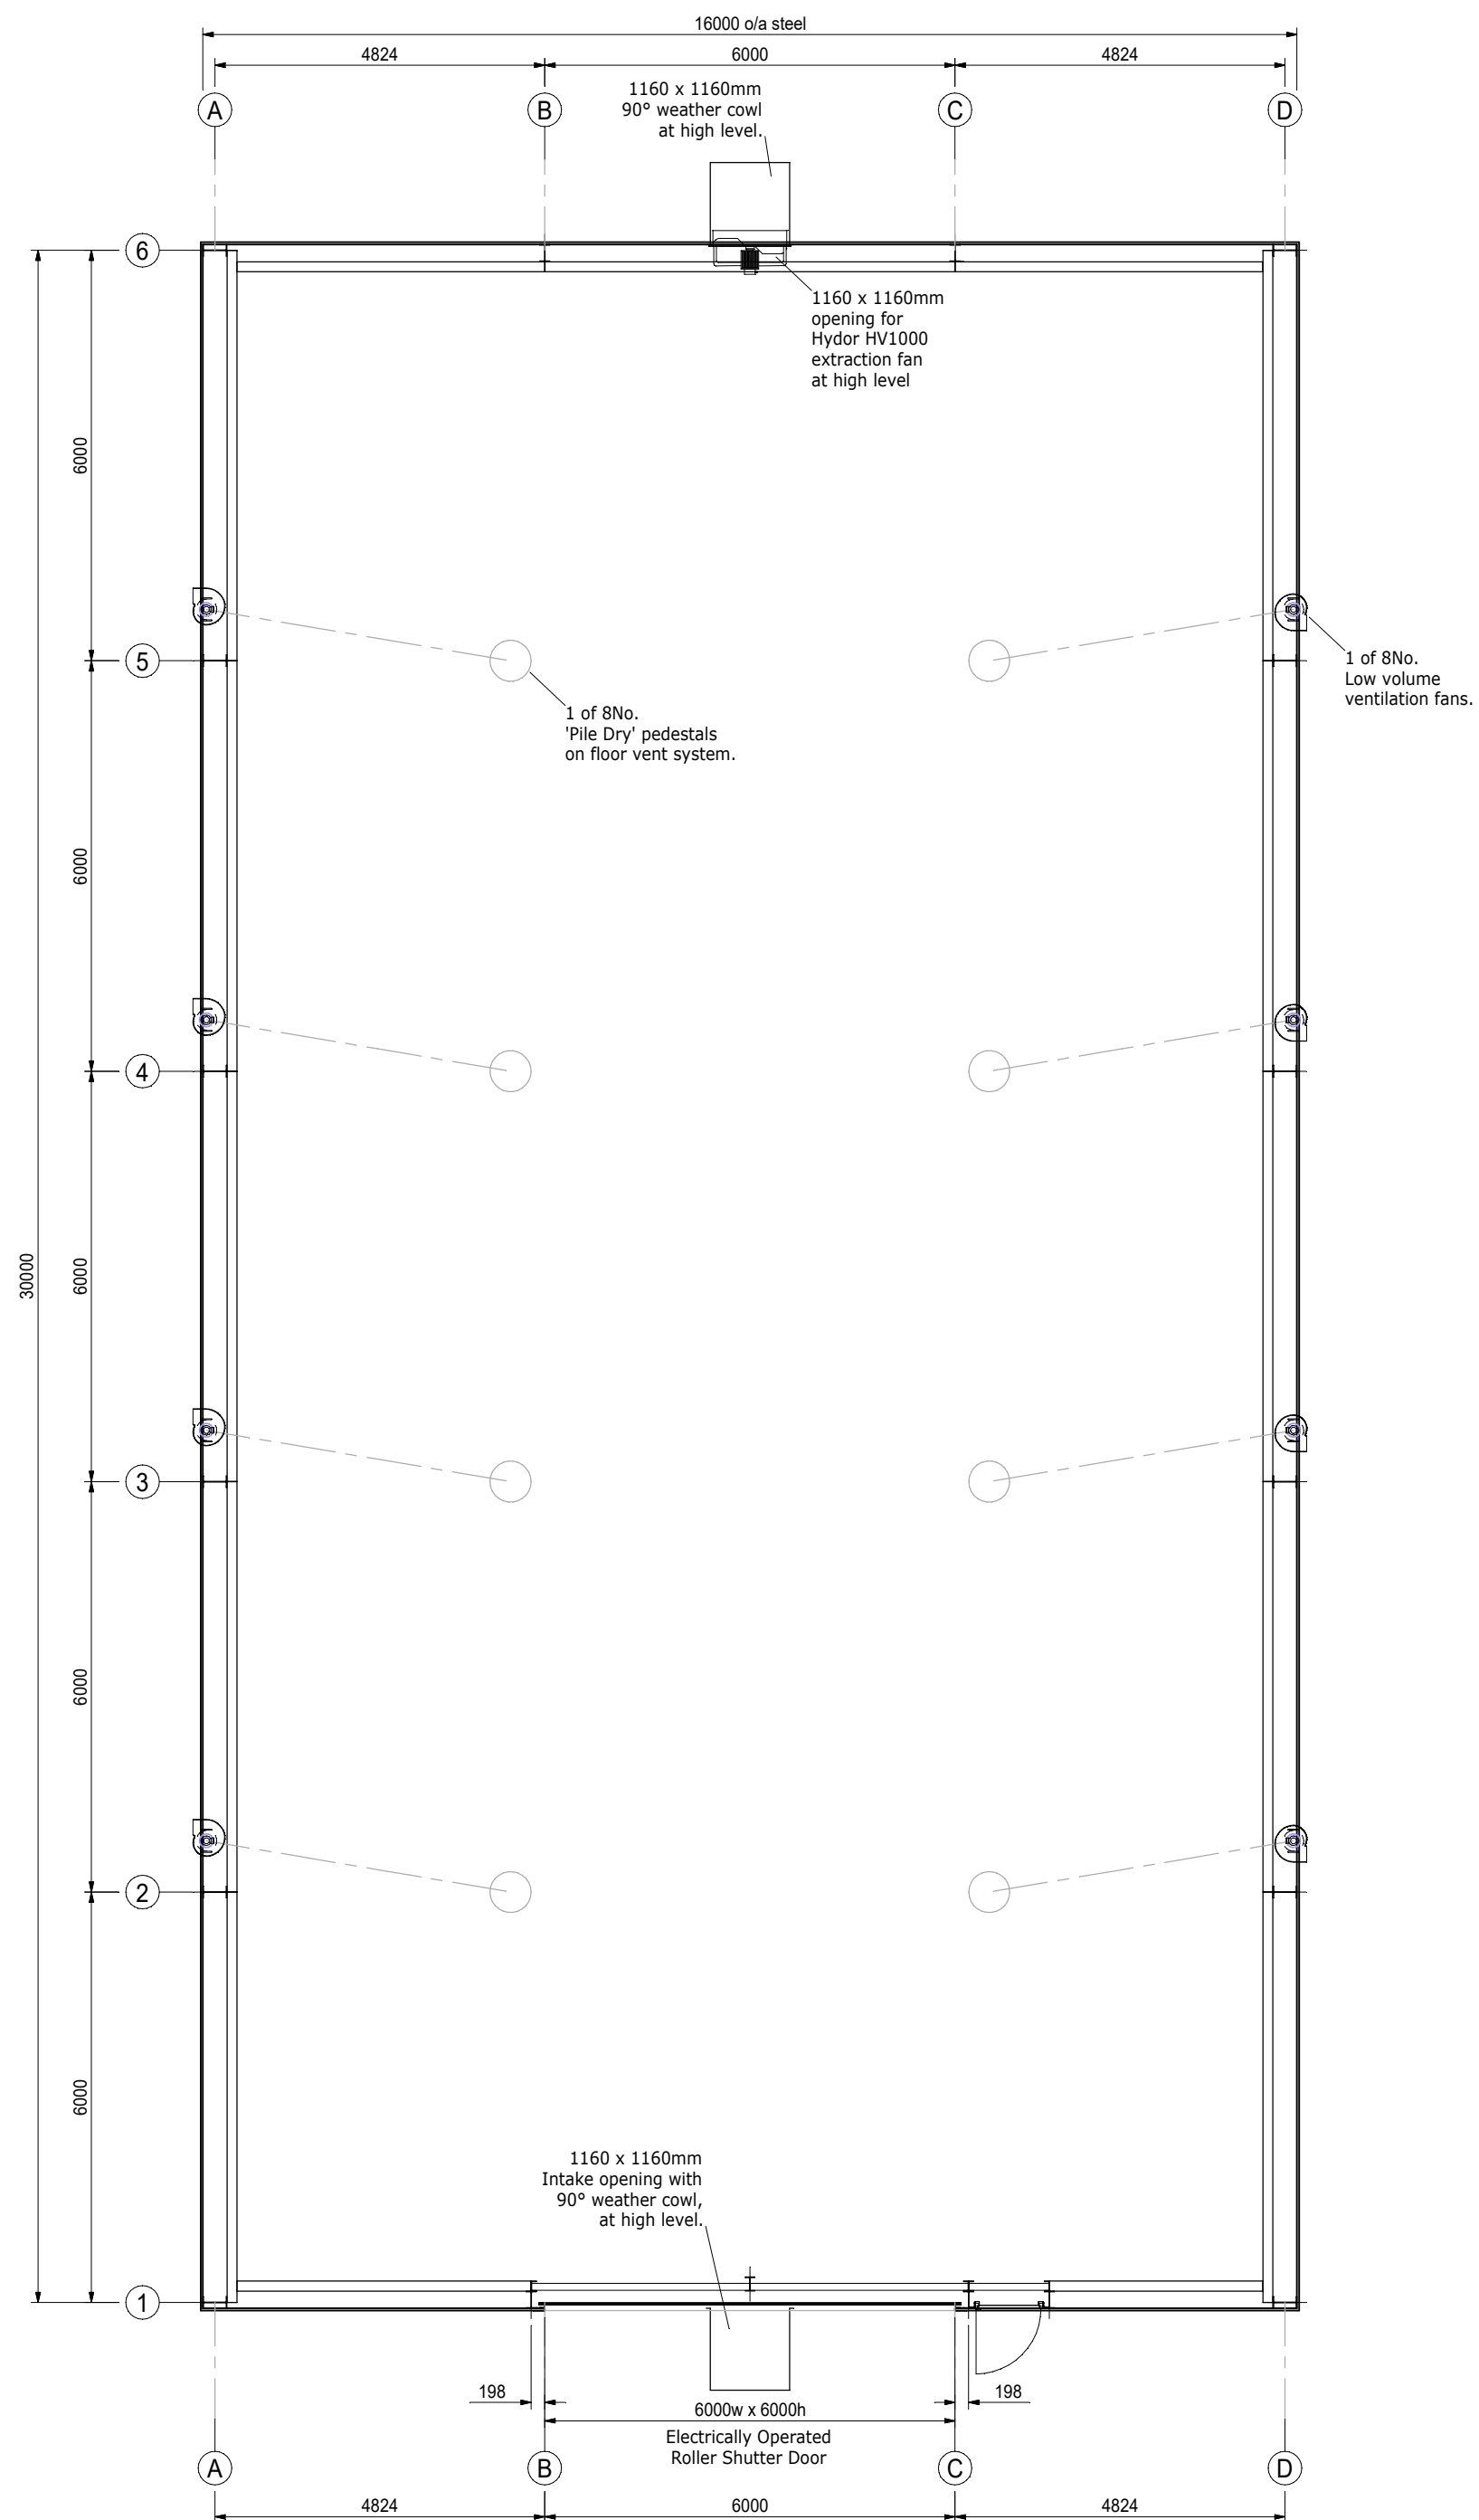 16000 o/a steel
4824
6000
4824
1160 x 1160mm
90° weather cowl
at high level.
A
B
C
D
6
1160 x 1160mm
opening for
Hydor HV1000
extraction fan
at high level
6000
5
1 of 8No.
Low volume
ventilation fans.
1 of 8No.
'Pile Dry' pedestals
on floor vent system.
6000
4
30000
6000
3
6000
2
6000
1160 x 1160mm
Intake opening with
90° weather cowl,
at high level.
1
198
198
6000w x 6000h
Electrically Operated
Roller Shutter Door
A
B
C
D
4824
6000
4824